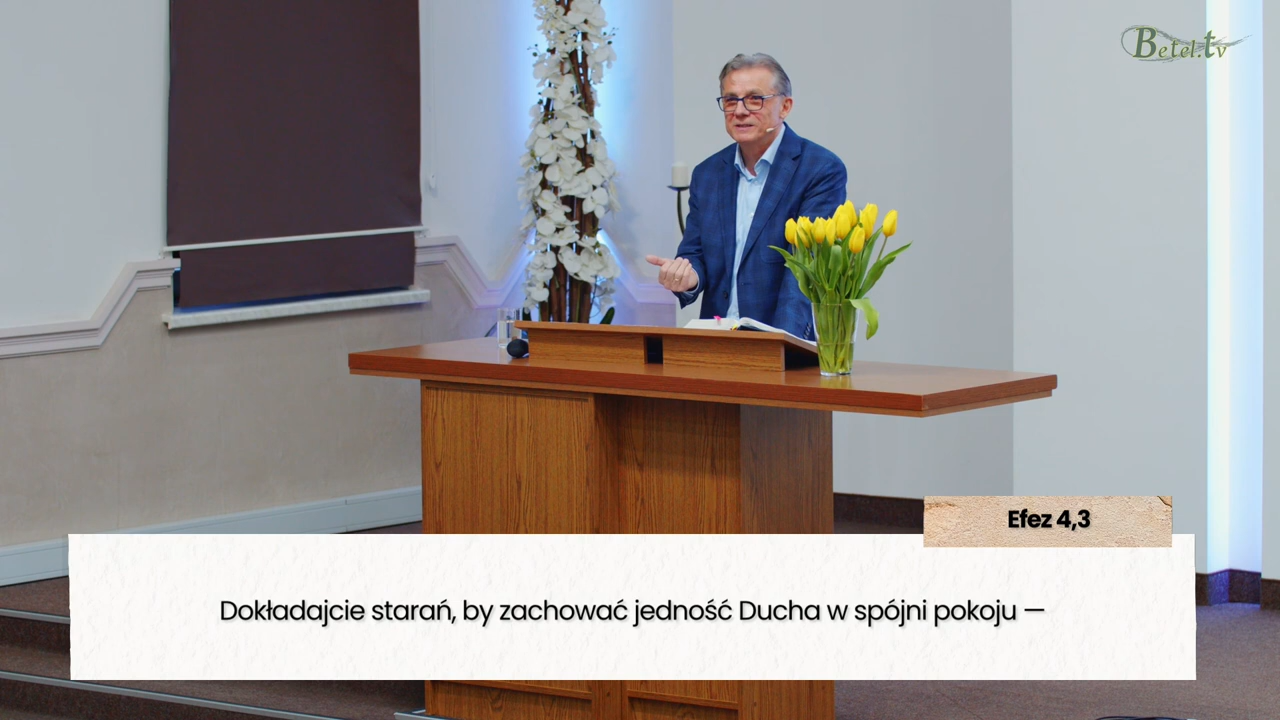 Betel.tv
Efez 4,3
Dokładajcie starań, by zachować jedność Ducha w spójni pokoju —